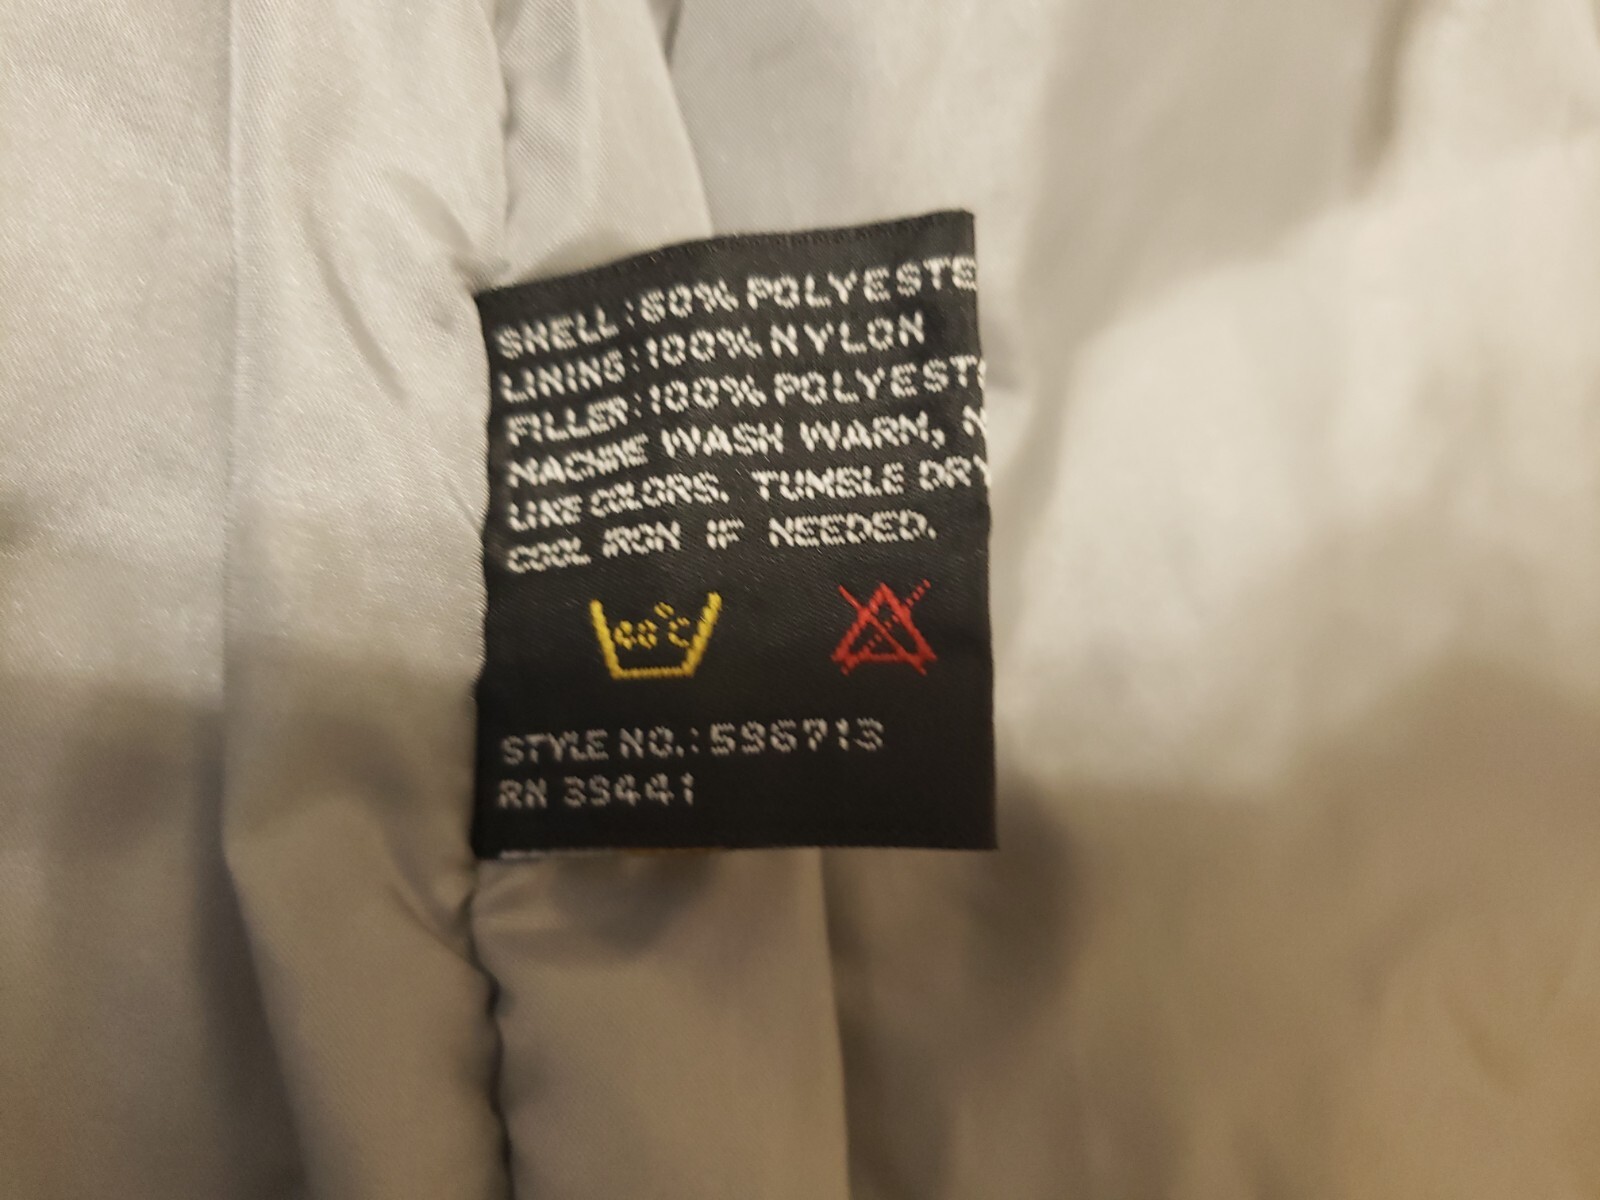 SHELL:60% POLYESTE
LINING:100% NYLON
FILLER:100% POLYESTE
MACHINE WASH WARM, N
LIKE COLORS. TUMBLE DRY
COOL IRON IF NEEDED.
40°C
STYLE NO.:596713
RN 39441